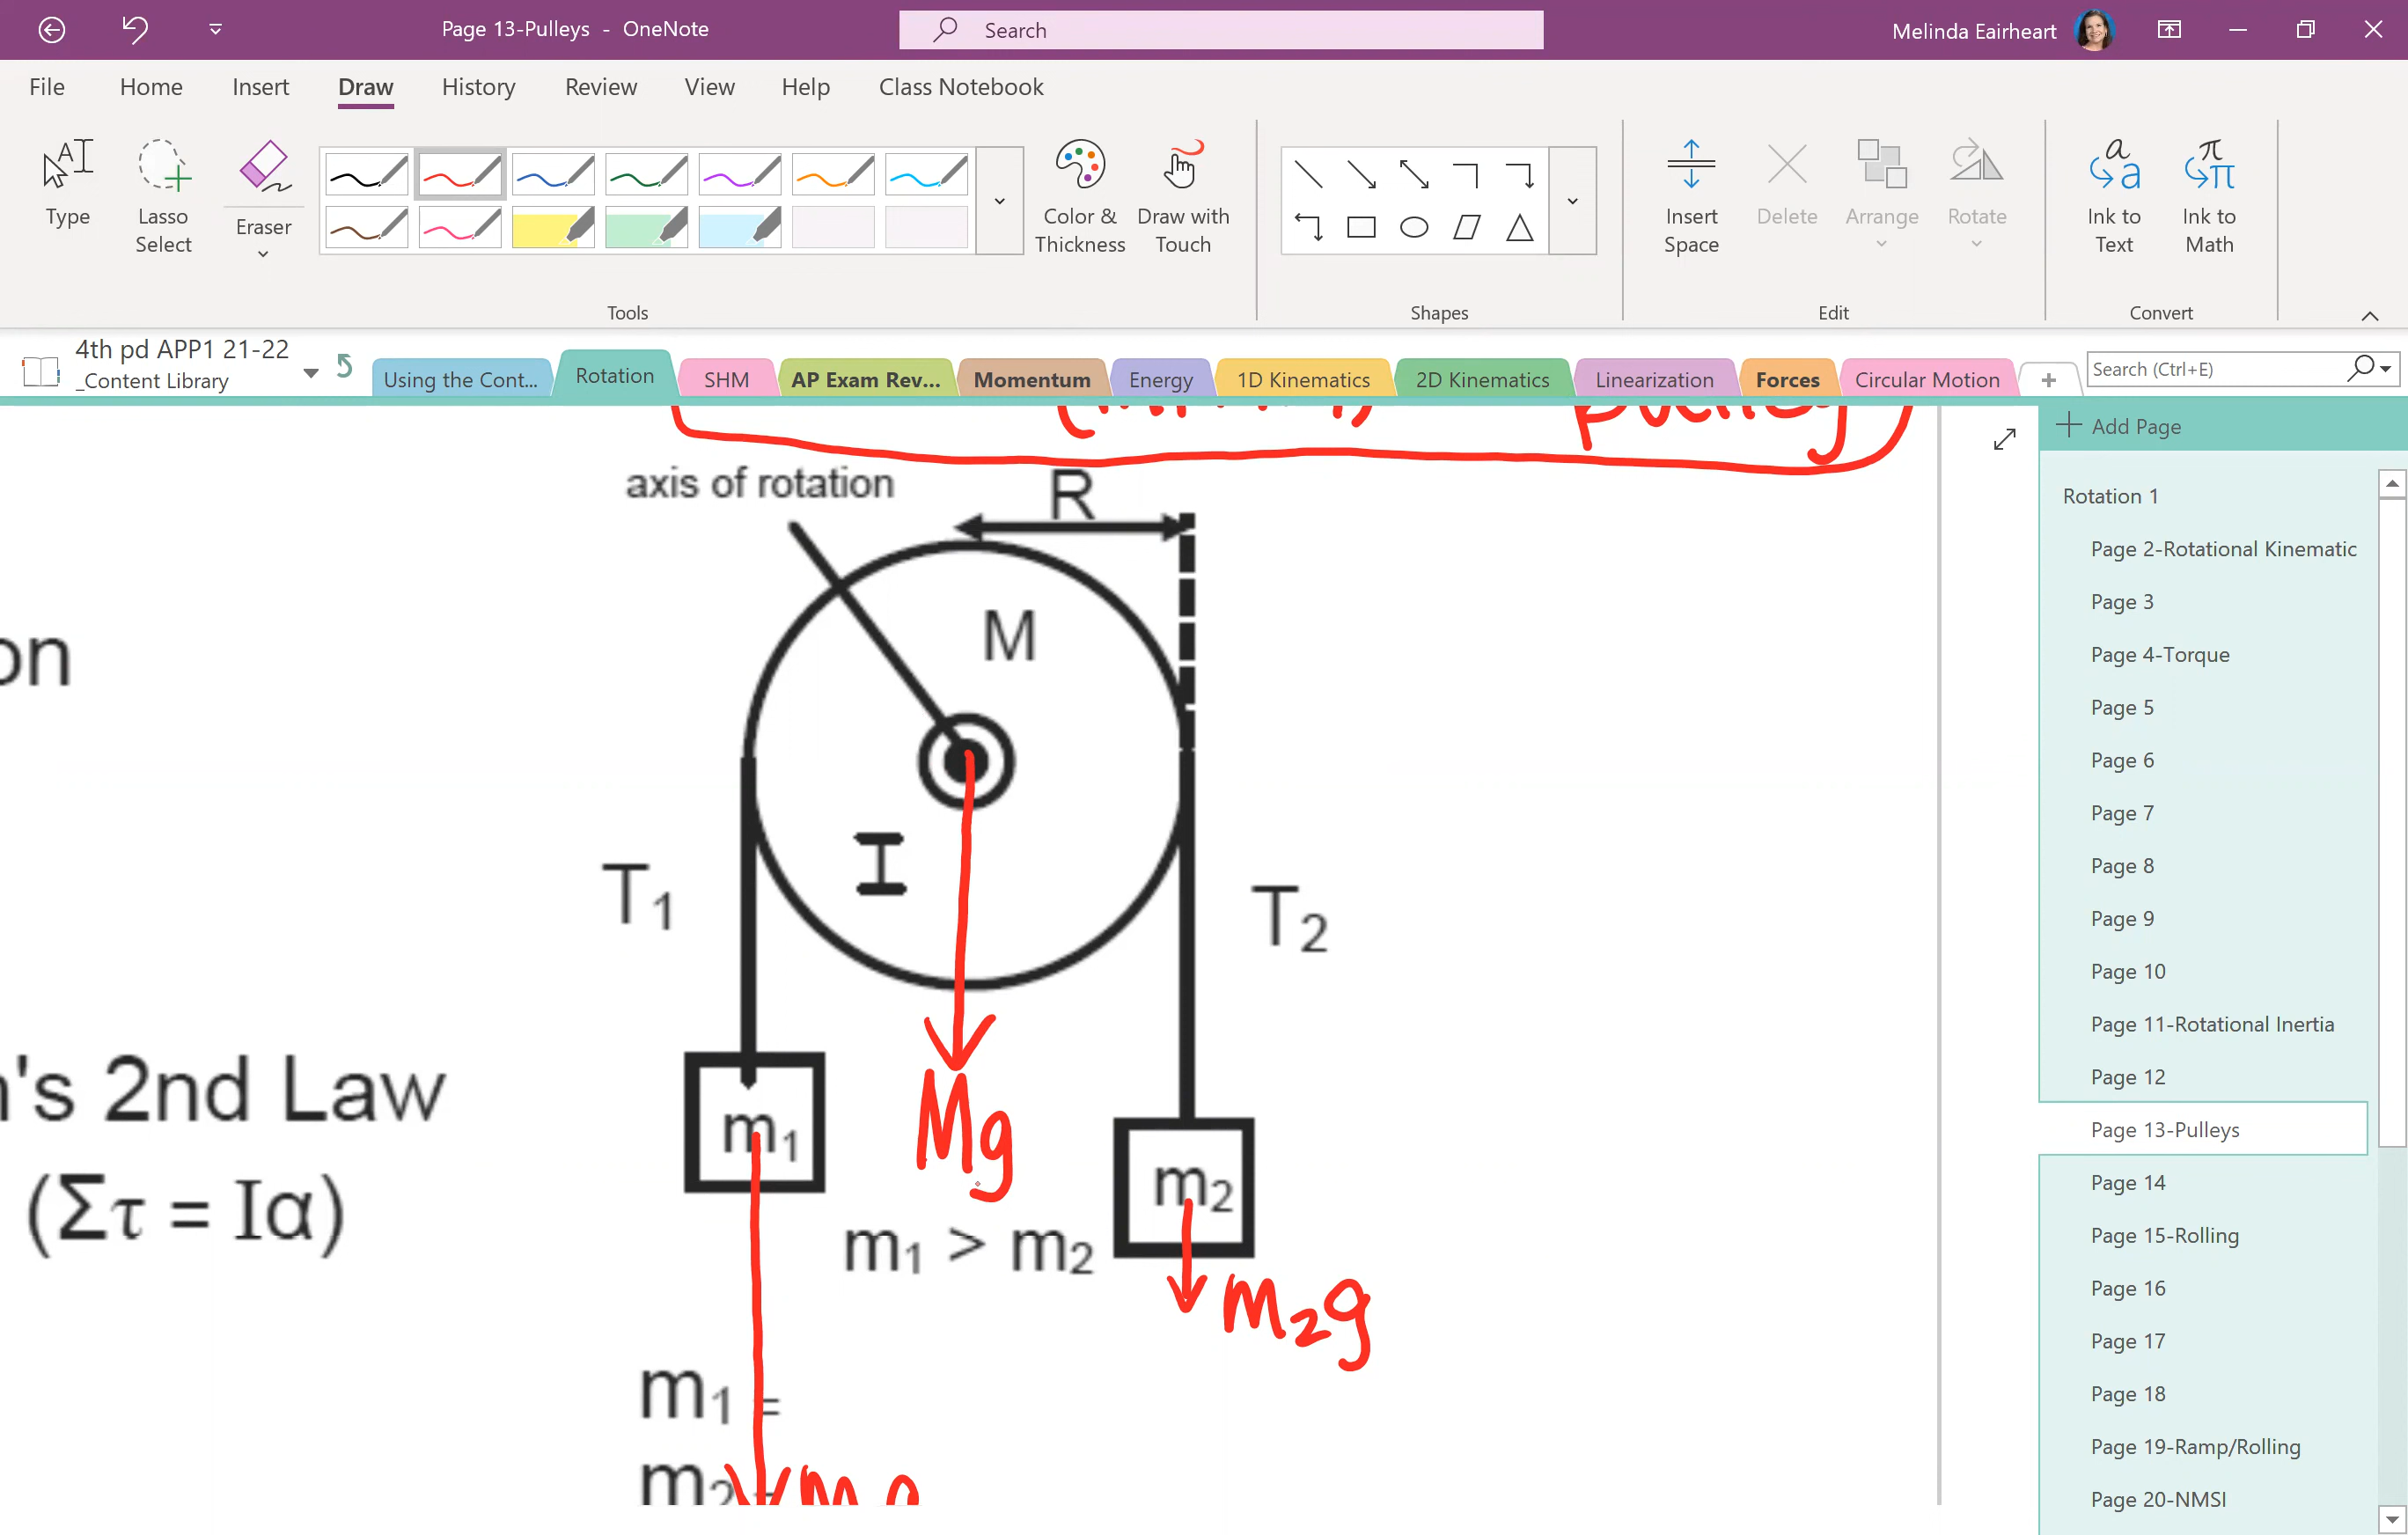 Page 13-Pulleys - OneNote
Search
Melinda Eairheart
File Home Insert Draw History Review View Help Class Notebook
Type
Lasso Select
Eraser
Color & Thickness
Draw with Touch
Insert Space
Delete
Arrange
Rotate
Ink to Text
Ink to Math
Tools
Shapes
Edit
Convert
4th pd APP1 21-22
_Content Library
Using the Cont... Rotation SHM AP Exam Rev... Momentum Energy 1D Kinematics 2D Kinematics Linearization Forces Circular Motion +
Search (Ctrl+E)
pulley
axis of rotation
R
M
on
I
T₁
T₂
n's 2nd Law
(Στ = Iα)
m₁
Mg
m₂
m₁ > m₂
m₂g
m₁ =
m₂ =
Add Page
Rotation 1
Page 2-Rotational Kinematic
Page 3
Page 4-Torque
Page 5
Page 6
Page 7
Page 8
Page 9
Page 10
Page 11-Rotational Inertia
Page 12
Page 13-Pulleys
Page 14
Page 15-Rolling
Page 16
Page 17
Page 18
Page 19-Ramp/Rolling
Page 20-NMSI